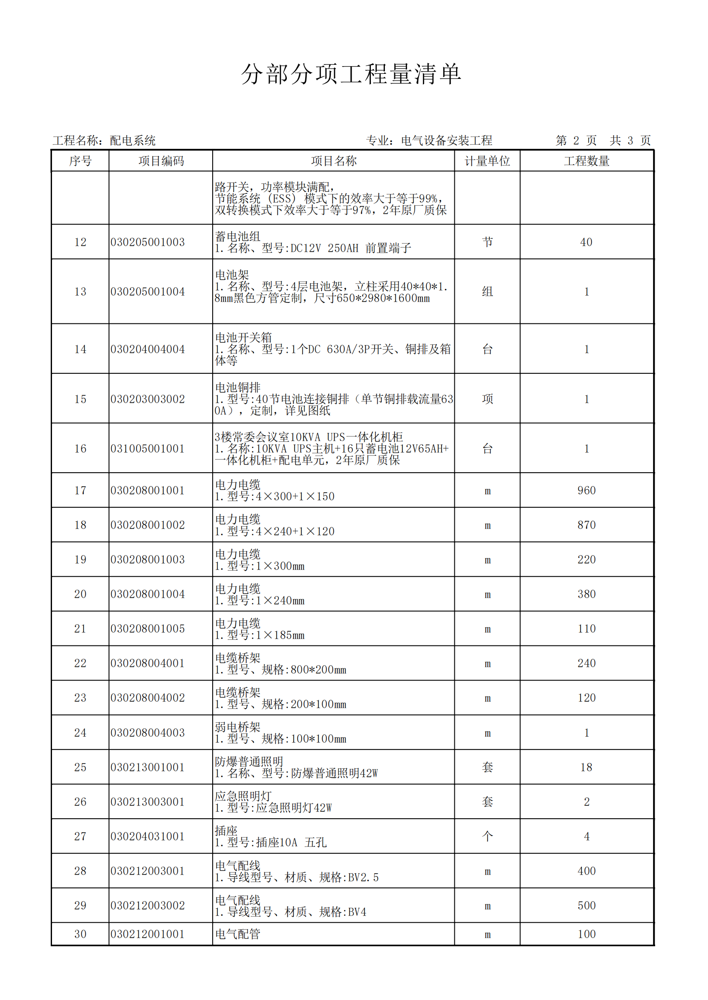 分部分项工程量清单
工程名称：配电系统 专业：电气设备安装工程 第 2 页 共 3 页
序号 项目编码 项目名称 计量单位 工程数量
路开关，功率模块满配，
节能系统 (ESS) 模式下的效率大于等于99%，
双转换模式下效率大于等于97%，2年原厂质保
12 030205001003 蓄电池组 节 40
1.名称、型号:DC12V 250AH 前置端子
13 030205001004 电池架 组 1
1.名称、型号:4层电池架，立柱采用40*40*1.
8mm黑色方管定制，尺寸650*2980*1600mm
14 030204004004 电池开关箱 台 1
1.名称、型号:1个DC 630A/3P开关、铜排及箱
体等
15 030203003002 电池铜排 项 1
1.型号:40节电池连接铜排（单节铜排载流量63
0A），定制，详见图纸
16 031005001001 3楼常委会议室10KVA UPS一体化机柜 台 1
1.名称:10KVA UPS主机+16只蓄电池12V65AH+
一体化机柜+配电单元，2年原厂质保
17 030208001001 电力电缆 m 960
1.型号:4×300+1×150
18 030208001002 电力电缆 m 870
1.型号:4×240+1×120
19 030208001003 电力电缆 m 220
1.型号:1×300mm
20 030208001004 电力电缆 m 380
1.型号:1×240mm
21 030208001005 电力电缆 m 110
1.型号:1×185mm
22 030208004001 电缆桥架 m 240
1.型号、规格:800*200mm
23 030208004002 电缆桥架 m 120
1.型号、规格:200*100mm
24 030208004003 弱电桥架 m 1
1.型号、规格:100*100mm
25 030213001001 防爆普通照明 套 18
1.名称、型号:防爆普通照明42W
26 030213003001 应急照明灯 套 2
1.型号:应急照明灯42W
27 030204031001 插座 个 4
1.型号:插座10A 五孔
28 030212003001 电气配线 m 400
1.导线型号、材质、规格:BV2.5
29 030212003002 电气配线 m 500
1.导线型号、材质、规格:BV4
30 030212001001 电气配管 m 100